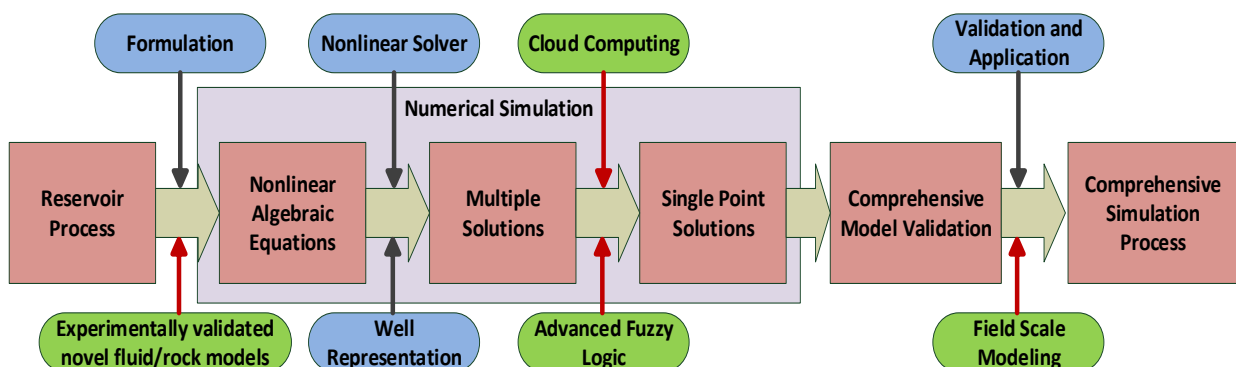 Formulation
Nonlinear Solver
Cloud Computing
Validation and
Application
Numerical Simulation
Reservoir
Process
Nonlinear
Algebraic
Equations
Multiple
Solutions
Single Point
Solutions
Comprehensive
Model Validation
Comprehensive
Simulation
Process
Experimentally validated
novel fluid/rock models
Well
Representation
Advanced Fuzzy
Logic
Field Scale
Modeling